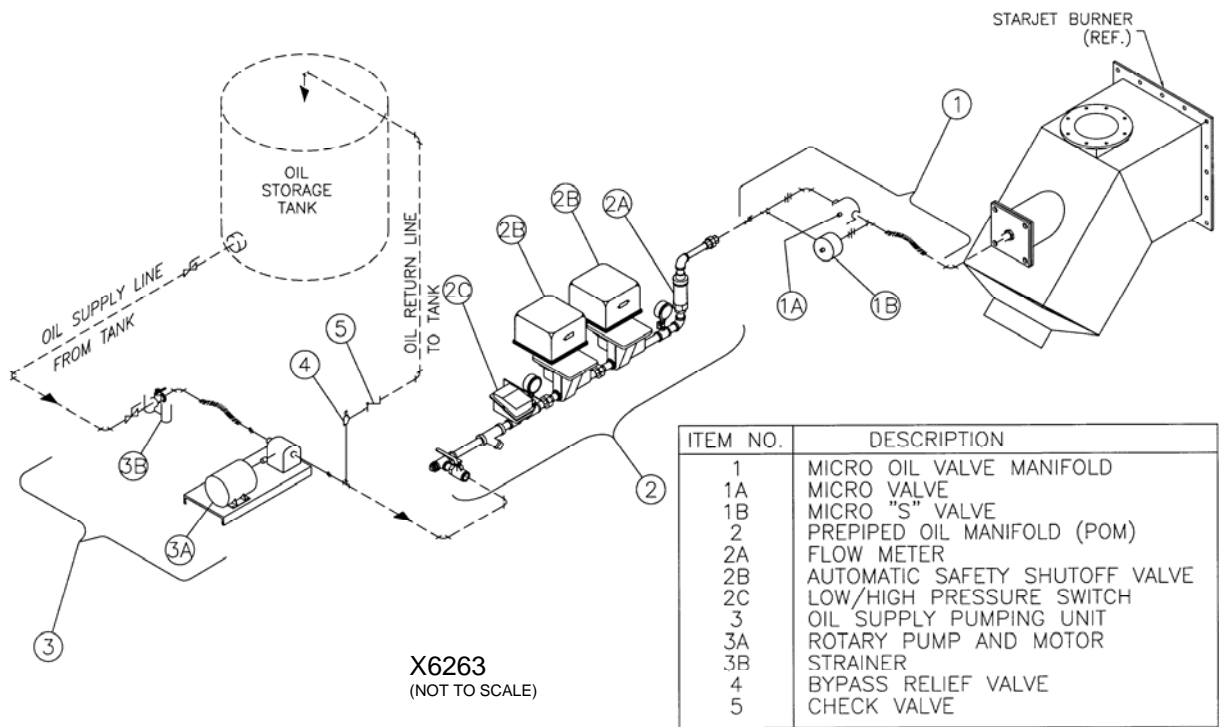 STARJET BURNER
(REF.)
1
OIL
STORAGE
TANK
2B
2B
2A
2C
1A
1B
OIL SUPPLY LINE
FROM TANK
OIL RETURN LINE
TO TANK
5
4
3B
3A
2
3
X6263
(NOT TO SCALE)
ITEM NO. DESCRIPTION
1 MICRO OIL VALVE MANIFOLD
1A MICRO VALVE
1B MICRO "S" VALVE
2 PREPIPED OIL MANIFOLD (POM)
2A FLOW METER
2B AUTOMATIC SAFETY SHUTOFF VALVE
2C LOW/HIGH PRESSURE SWITCH
3 OIL SUPPLY PUMPING UNIT
3A ROTARY PUMP AND MOTOR
3B STRAINER
4 BYPASS RELIEF VALVE
5 CHECK VALVE